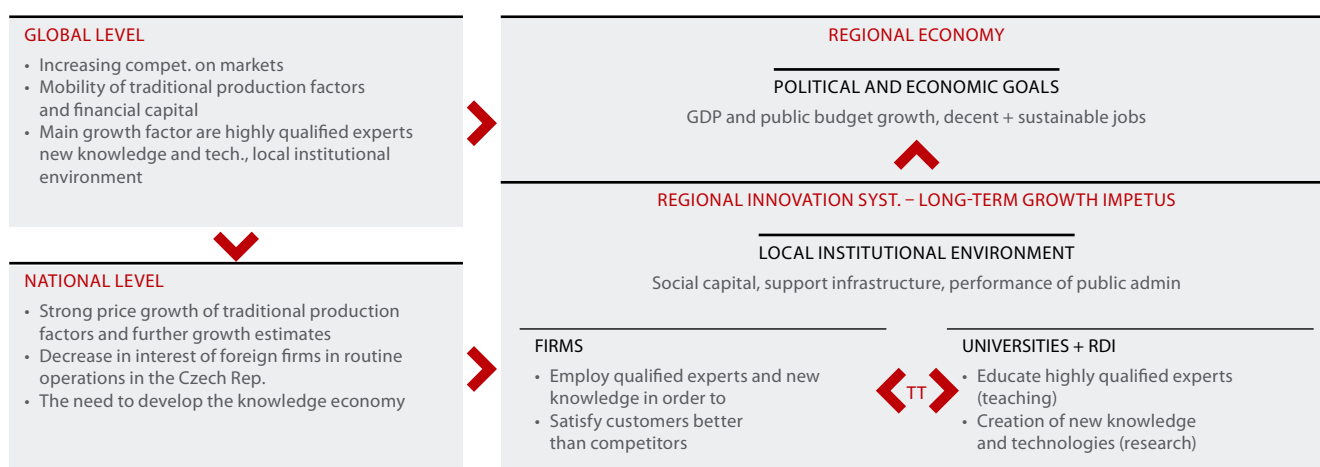 GLOBAL LEVEL
• Increasing compet. on markets
• Mobility of traditional production factors
and financial capital
• Main growth factor are highly qualified experts
new knowledge and tech., local institutional
environment
NATIONAL LEVEL
• Strong price growth of traditional production
factors and further growth estimates
• Decrease in interest of foreign firms in routine
operations in the Czech Rep.
• The need to develop the knowledge economy
REGIONAL ECONOMY
POLITICAL AND ECONOMIC GOALS
GDP and public budget growth, decent + sustainable jobs
REGIONAL INNOVATION SYST. – LONG-TERM GROWTH IMPETUS
LOCAL INSTITUTIONAL ENVIRONMENT
Social capital, support infrastructure, performance of public admin
FIRMS
• Employ qualified experts and new
knowledge in order to
• Satisfy customers better
than competitors
TT
UNIVERSITIES + RDI
• Educate highly qualified experts
(teaching)
• Creation of new knowledge
and technologies (research)